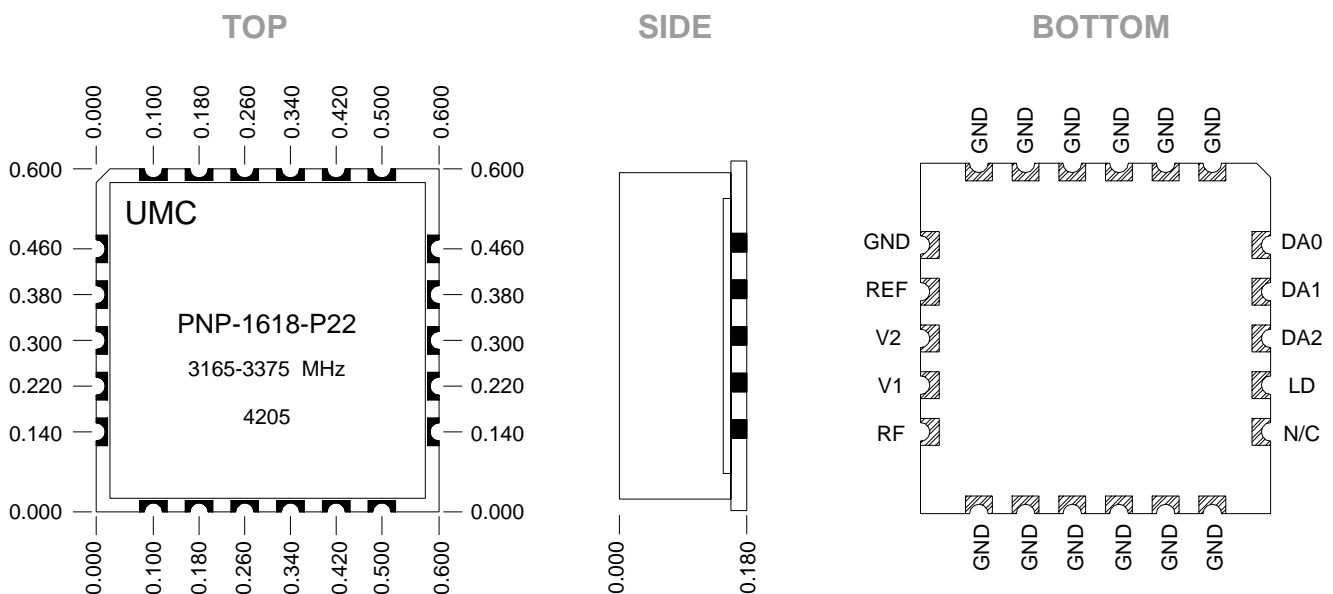 TOP
SIDE
BOTTOM
0.000 0.100 0.180 0.260 0.340 0.420 0.500 0.600
0.600
0.460
0.380
0.300
0.220
0.140
0.000
UMC
PNP-1618-P22
3165-3375 MHz
4205
0.600
0.460
0.380
0.300
0.220
0.140
0.000
0.000 0.100 0.180 0.260 0.340 0.420 0.500 0.600
0.000 0.180
GND GND GND GND GND GND
GND
REF
V2
V1
RF
DA0
DA1
DA2
LD
N/C
GND GND GND GND GND GND